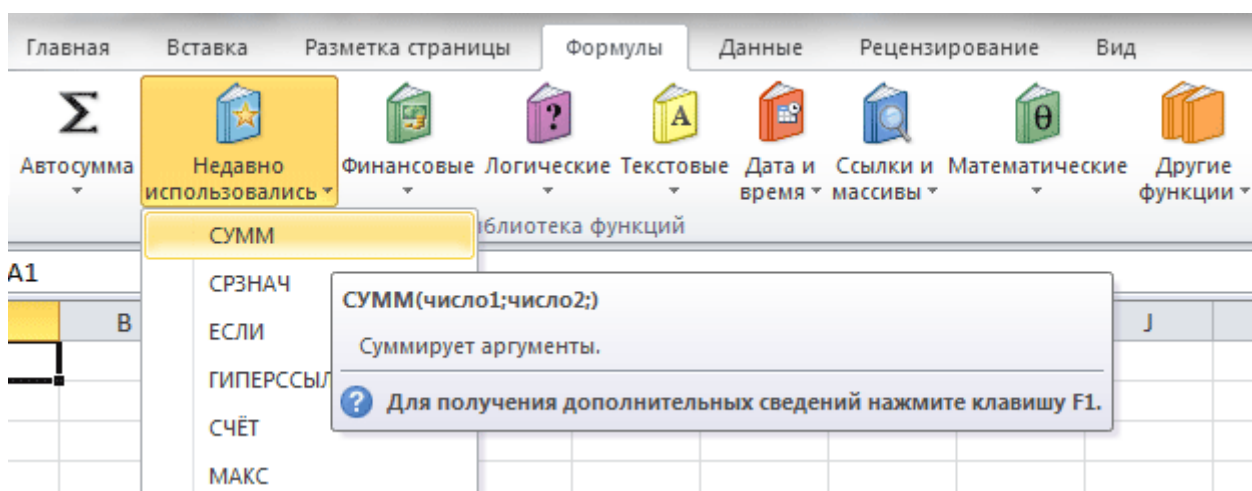 Главная Вставка Разметка страницы Формулы Данные Рецензирование Вид
Σ ? A θ
Автосумма Недавно использовались Финансовые Логические Текстовые Дата и время Ссылки и массивы Математические Другие функции
иблиотека функций
СУММ
A1
СРЗНАЧ
СУММ(число1;число2;)
B J
ЕСЛИ
Суммирует аргументы.
ГИПЕРССЫЛ
? Для получения дополнительных сведений нажмите клавишу F1.
СЧЁТ
МАКС